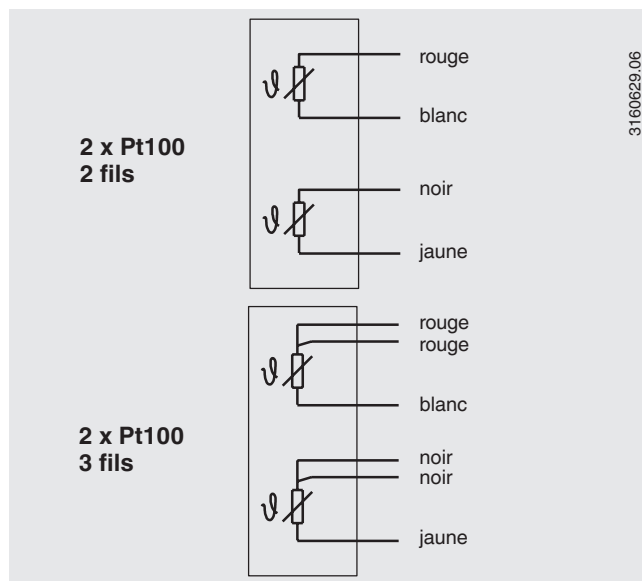 rouge
blanc
2 x Pt100
2 fils
noir
jaune
3160629.06
rouge
rouge
blanc
2 x Pt100
3 fils
noir
noir
jaune